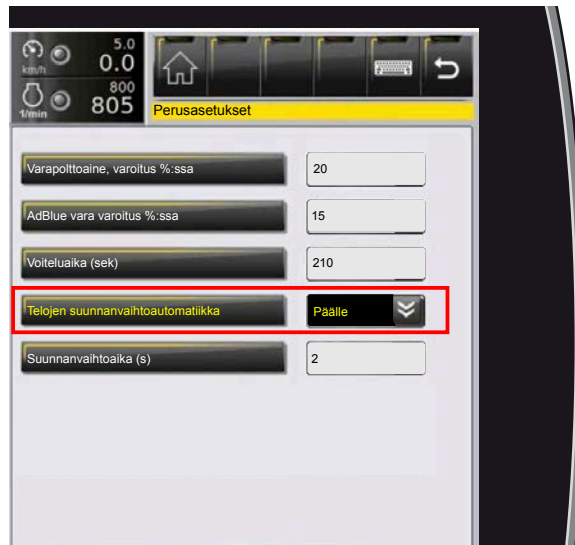 5.0
km/h 0.0
800
1/min 805
Perusasetukset
Varapolttoaine, varoitus %:ssa 20
AdBlue vara varoitus %:ssa 15
Voiteluaika (sek) 210
Telojen suunnanvaihtoautomatiikka Päälle
Suunnanvaihtoaika (s) 2